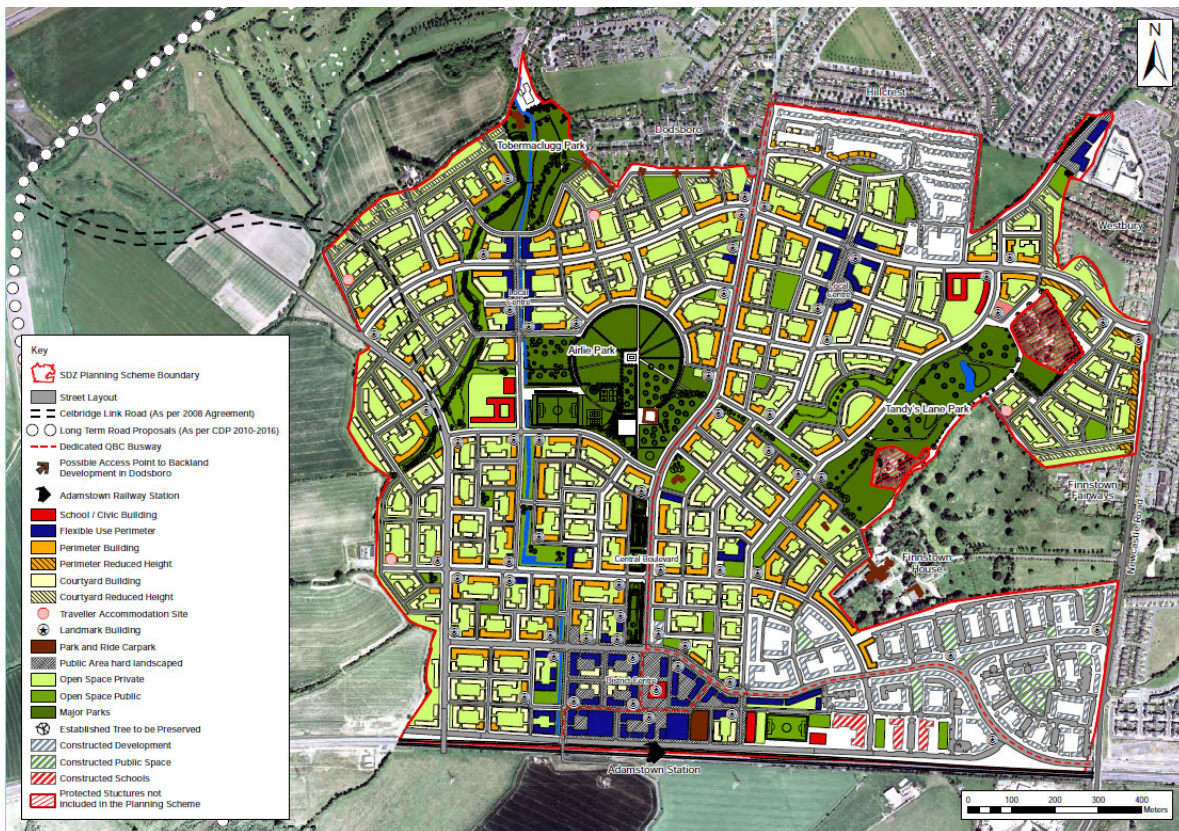 N
Hillcrest
Dodsboro
Tobermaclugg Park
Westbury
Local
Centre
Local
Centre
Airlie Park
Tandy's Lane Park
Finnstown
Fairways
Newcastle Road
Central Boulevard
Finnstown
House
District Centre
Adamstown Station
Key
SDZ Planning Scheme Boundary
Street Layout
Celbridge Link Road (As per 2008 Agreement)
Long Term Road Proposals (As per CDP 2010-2016)
Dedicated QBC Busway
Possible Access Point to Backland
Development in Dodsboro
Adamstown Railway Station
School / Civic Building
Flexible Use Perimeter
Perimeter Building
Perimeter Reduced Height
Courtyard Building
Courtyard Reduced Height
Traveller Accommodation Site
Landmark Building
Park and Ride Carpark
Public Area hard landscaped
Open Space Private
Open Space Public
Major Parks
Established Tree to be Preserved
Constructed Development
Constructed Public Space
Constructed Schools
Protected Stuctures not
included in the Planning Scheme
0 100 200 300 400
Meters